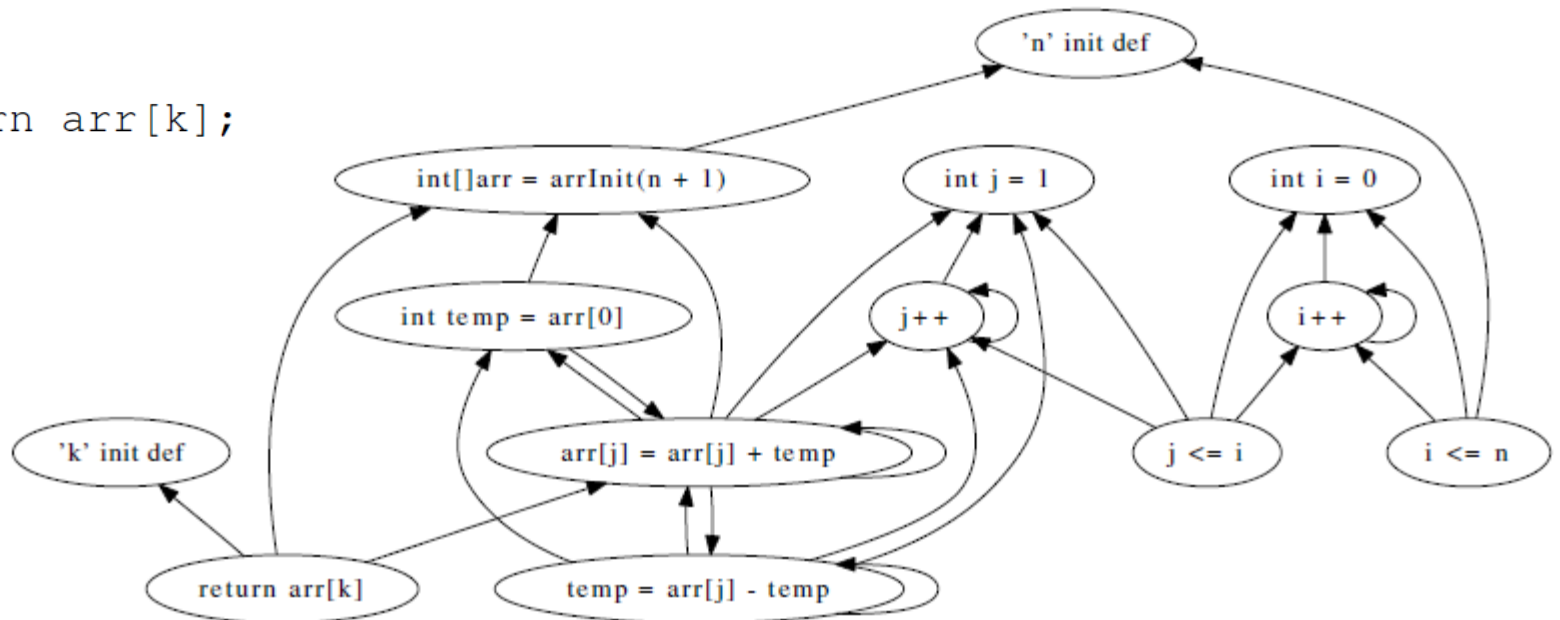 'n' init def
rn arr[k];
int[]arr = arrInit(n + 1)
int j = 1
int i = 0
int temp = arr[0]
j++
i++
'k' init def
arr[j] = arr[j] + temp
j <= i
i <= n
return arr[k]
temp = arr[j] - temp